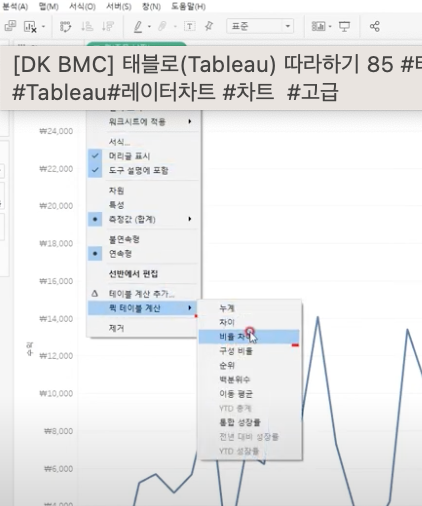 분석(A) 맵(M) 서식(O) 서버(S) 창(N) 도움말(H)
표준
[DK BMC] 태블로(Tableau) 따라하기 85
#Tableau#레이터차트 #차트 #고급
워크시트에 적용
₩24,000
서식...
머리글 표시
₩22,000
도구 설명에 포함
차원
₩20,000
특성
측정값 (합계)
₩18,000
불연속형
연속형
선반에서 편집
₩16,000
테이블 계산 추가...
퀵 테이블 계산
누계
₩14,000
차이
제거
비율 차이
구성 비율
₩12,000
순위
백분위수
₩10,000
이동 평균
YTD 총계
통합 성장률
₩8,000
전년 대비 성장률
YTD 성장률
₩6,000
₩4,000